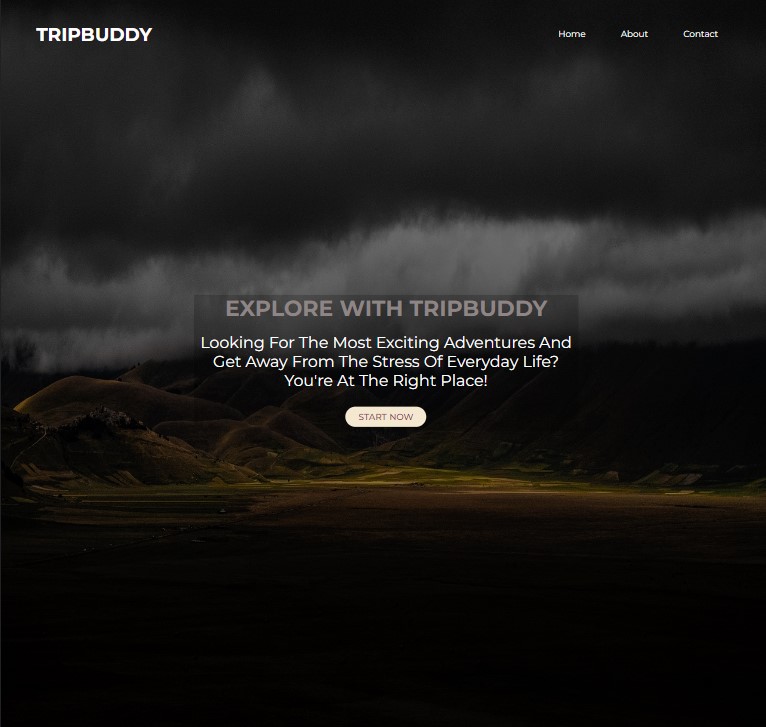 TRIPBUDDY
Home
About
Contact
EXPLORE WITH TRIPBUDDY
Looking For The Most Exciting Adventures And
Get Away From The Stress Of Everyday Life?
You're At The Right Place!
START NOW